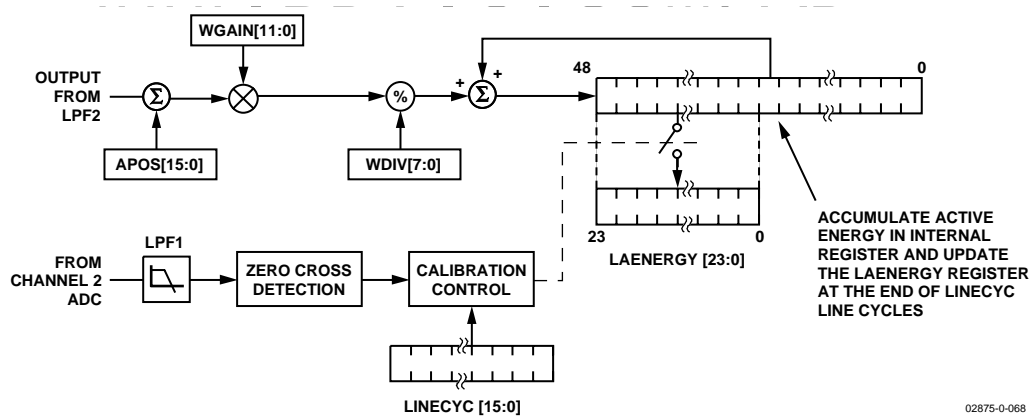 WGAIN[11:0]
OUTPUT
FROM
LPF2
Σ
%
+
+
Σ
48
0
APOS[15:0]
WDIV[7:0]
23
0
LAENERGY [23:0]
ACCUMULATE ACTIVE
ENERGY IN INTERNAL
REGISTER AND UPDATE
THE LAENERGY REGISTER
AT THE END OF LINECYC
LINE CYCLES
FROM
CHANNEL 2
ADC
LPF1
ZERO CROSS
DETECTION
CALIBRATION
CONTROL
LINECYC [15:0]
02875-0-068